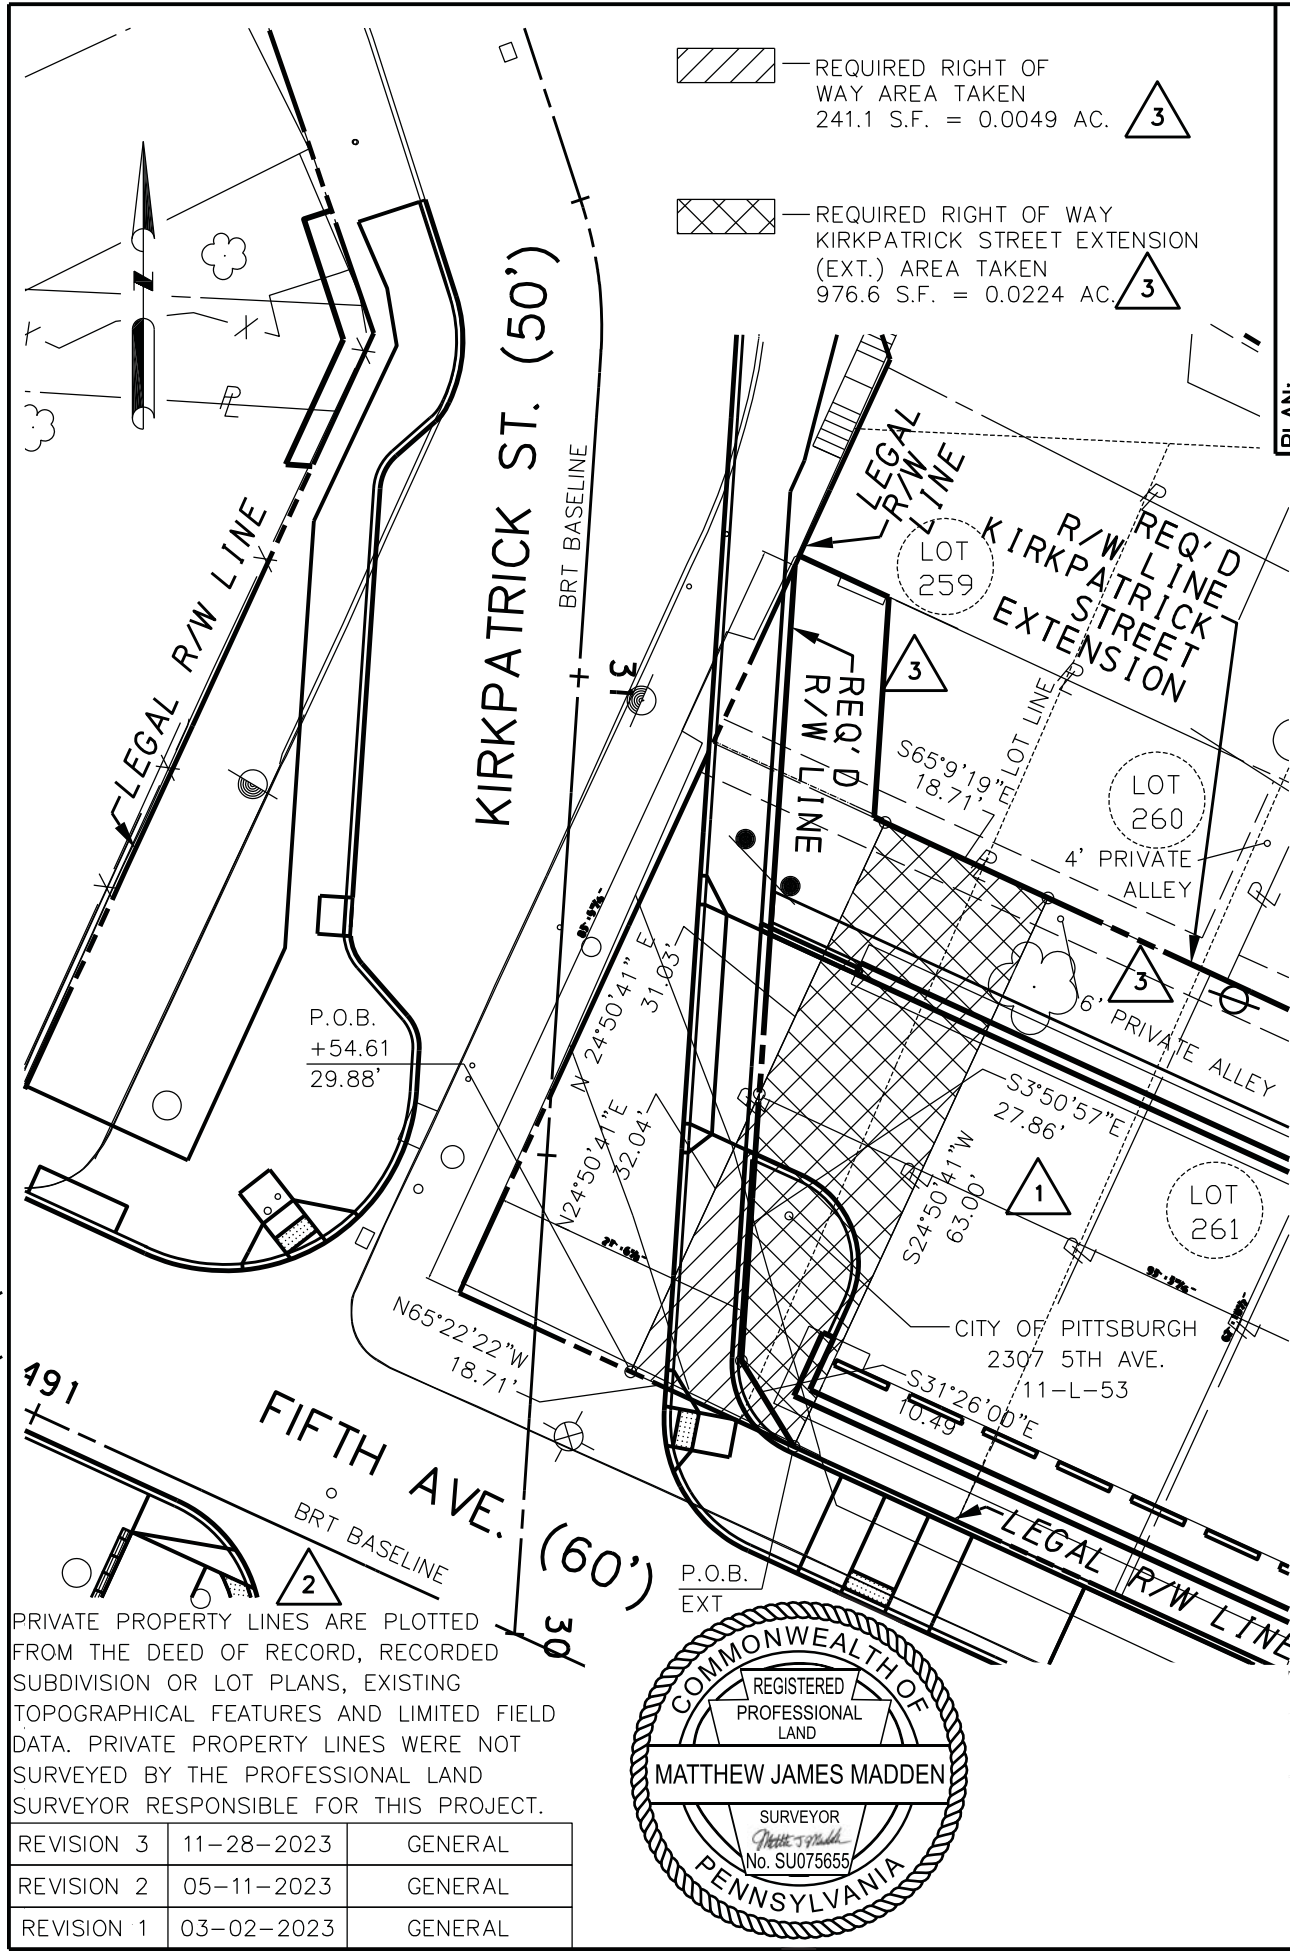 REQUIRED RIGHT OF
WAY AREA TAKEN
241.1 S.F. = 0.0049 AC.
3
REQUIRED RIGHT OF WAY
KIRKPATRICK STREET EXTENSION
(EXT.) AREA TAKEN
976.6 S.F. = 0.0224 AC.
3
N
PLAN:
KIRKPATRICK ST. (50')
BRT BASELINE
31
LEGAL R/W LINE
LEGAL
R/W
LINE
LOT
259
REQ'D
R/W LINE
KIRKPATRICK
STREET
EXTENSION
3
REQ'D
R/W LINE
LOT LINE
S65°9'19"E
18.71'
LOT
260
4' PRIVATE
ALLEY
3
6' PRIVATE ALLEY
N 24°50'41" E
31.03'
P.O.B.
+54.61
29.88'
N24°50'41"E
32.04'
S3°50'57"E
27.86'
S24°50'41"W
63.00'
1
LOT
261
N65°22'22"W
18.71'
CITY OF PITTSBURGH
2307 5TH AVE.
11-L-53
S31°26'00"E
10.49
491
FIFTH AVE. (60')
BRT BASELINE
30
2
P.O.B.
EXT
LEGAL R/W LINE
PRIVATE PROPERTY LINES ARE PLOTTED
FROM THE DEED OF RECORD, RECORDED
SUBDIVISION OR LOT PLANS, EXISTING
TOPOGRAPHICAL FEATURES AND LIMITED FIELD
DATA. PRIVATE PROPERTY LINES WERE NOT
SURVEYED BY THE PROFESSIONAL LAND
SURVEYOR RESPONSIBLE FOR THIS PROJECT.
REVISION 3 11-28-2023 GENERAL
REVISION 2 05-11-2023 GENERAL
REVISION 1 03-02-2023 GENERAL
COMMONWEALTH OF
REGISTERED
PROFESSIONAL
LAND
MATTHEW JAMES MADDEN
SURVEYOR
No. SU075655
PENNSYLVANIA